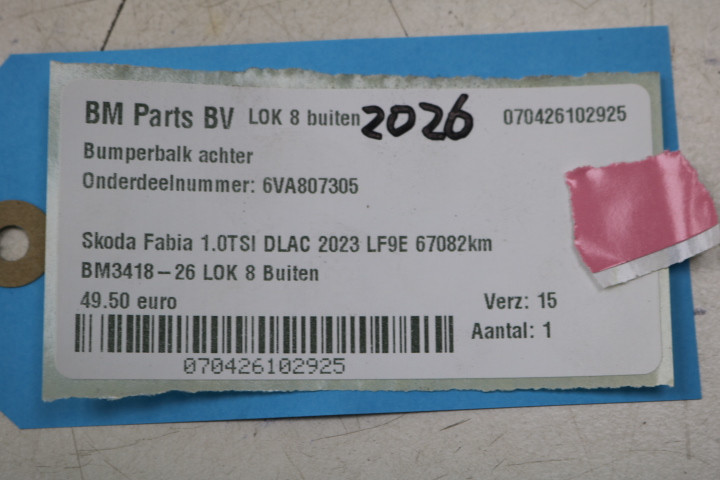 BM Parts BV LOK 8 buiten 2026 070426102925
Bumperbalk achter
Onderdeelnummer: 6VA807305
Skoda Fabia 1.0TSI DLAC 2023 LF9E 67082km
BM3418-26 LOK 8 Buiten
49.50 euro Verz: 15
Aantal: 1
070426102925